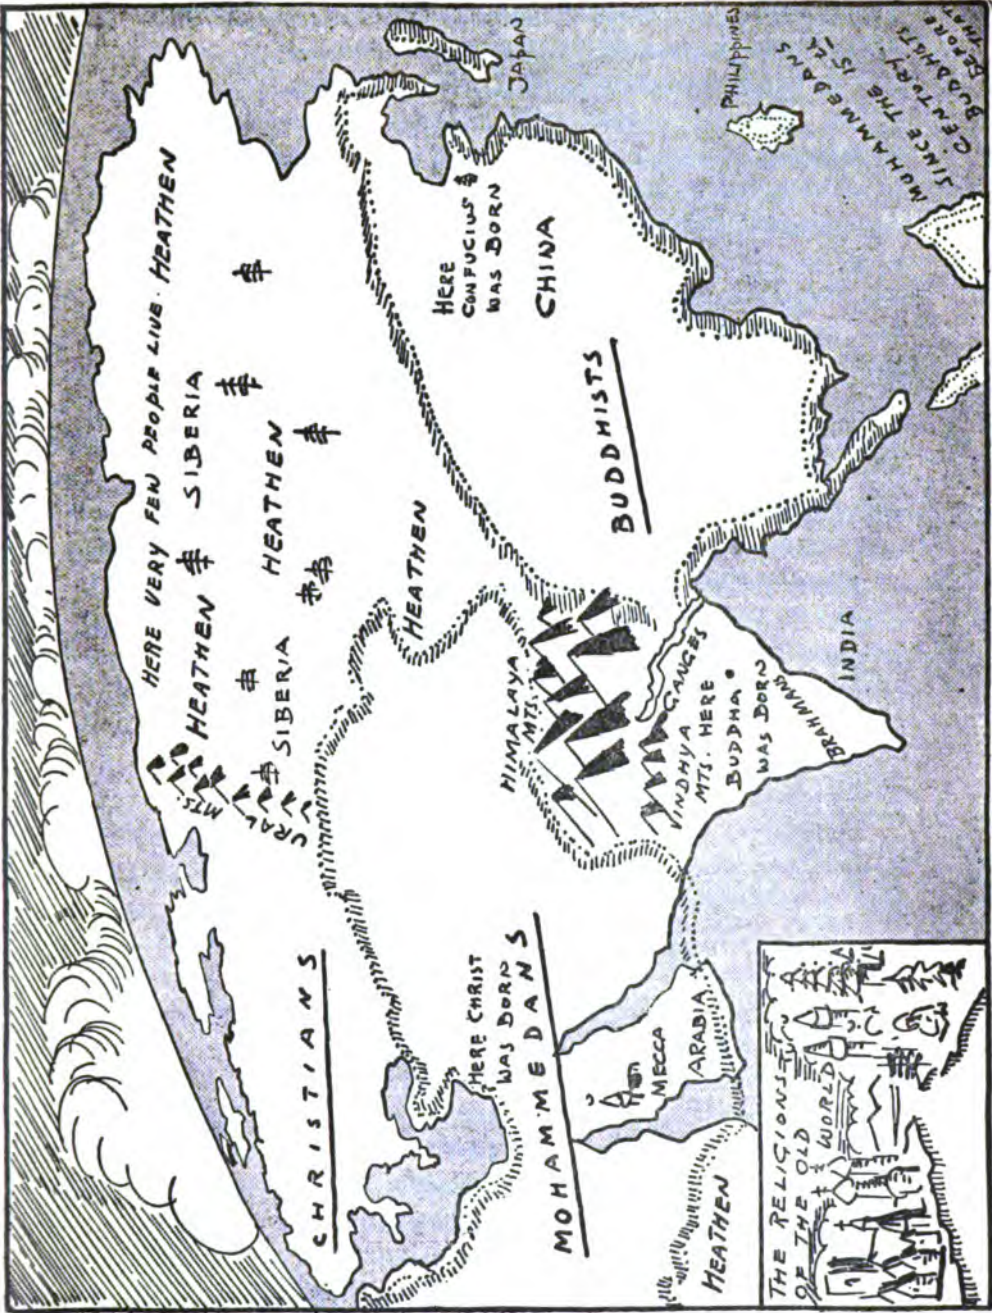 HERE VERY FEN PEOPLE LIVE. HEATHEN
HEATHEN
SIBERIA
SIBERIA
HEATHEN
HEATHEN
URAL
MTS.
CHRISTIANS
HERE CHRIST
WAS BORN
MOHAMMEDANS
MECCA
ARABIA
HEATHEN
HIMALAYA
MTS.
GANGES
VINDHYA
MTS. HERE
BUDDHA
WAS BORN
BRAHMANS
INDIA
BUDDHISTS
CHINA
HERE
CONFUCIUS
WAS BORN
JAPAN
PHILIPPINES
MUHAMMEDANS
SINCE THE 15th
CENTURY.
BUDDHISTS
BEFORE
THAT
THE RELIGIONS
OF THE OLD
WORLD